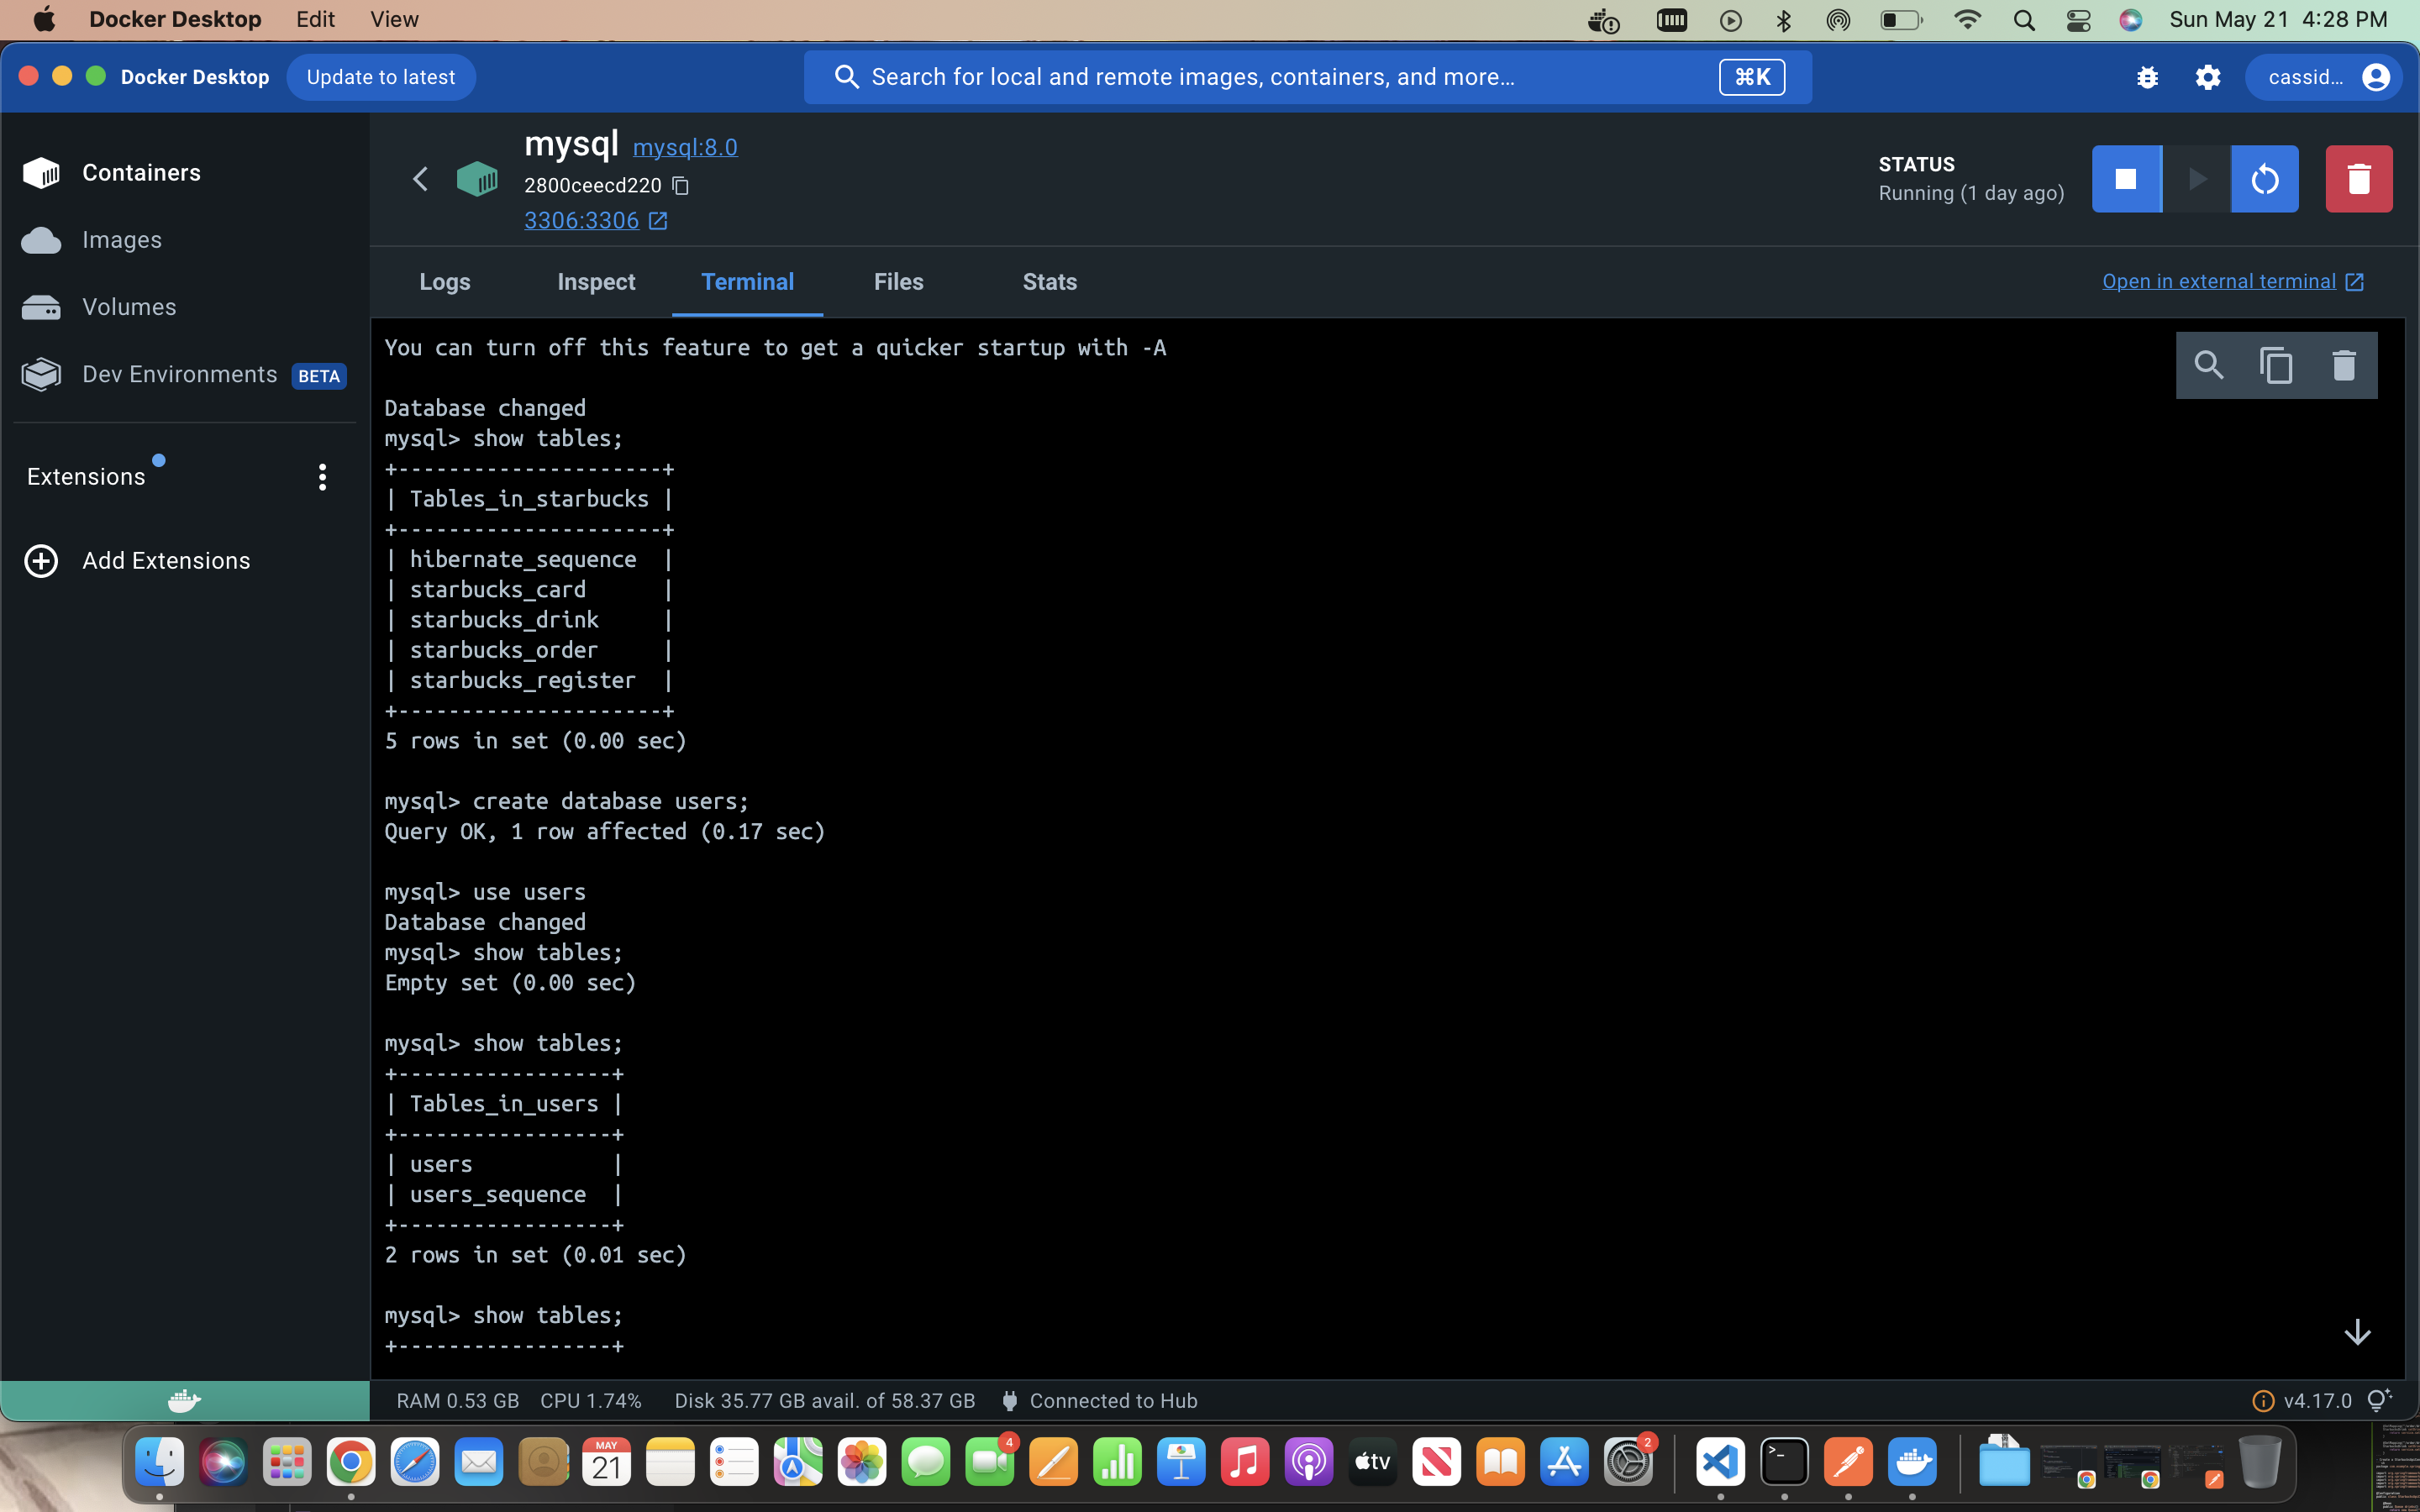 Docker Desktop Edit View Sun May 21 4:28 PM
Docker Desktop Update to latest Search for local and remote images, containers, and more... ⌘K cassid...
Containers
Images
Volumes
Dev Environments BETA
Extensions
Add Extensions
mysql mysql:8.0
2800ceecd220
3306:3306
STATUS
Running (1 day ago)
Logs Inspect Terminal Files Stats Open in external terminal
You can turn off this feature to get a quicker startup with -A
Database changed
mysql> show tables;
+---------------------+
| Tables_in_starbucks |
+---------------------+
| hibernate_sequence  |
| starbucks_card      |
| starbucks_drink     |
| starbucks_order     |
| starbucks_register  |
+---------------------+
5 rows in set (0.00 sec)
mysql> create database users;
Query OK, 1 row affected (0.17 sec)
mysql> use users
Database changed
mysql> show tables;
Empty set (0.00 sec)
mysql> show tables;
+-----------------+
| Tables_in_users |
+-----------------+
| users           |
| users_sequence  |
+-----------------+
2 rows in set (0.01 sec)
mysql> show tables;
+-----------------+
RAM 0.53 GB CPU 1.74% Disk 35.77 GB avail. of 58.37 GB Connected to Hub v4.17.0
MAY
21
4
tv
2
>_